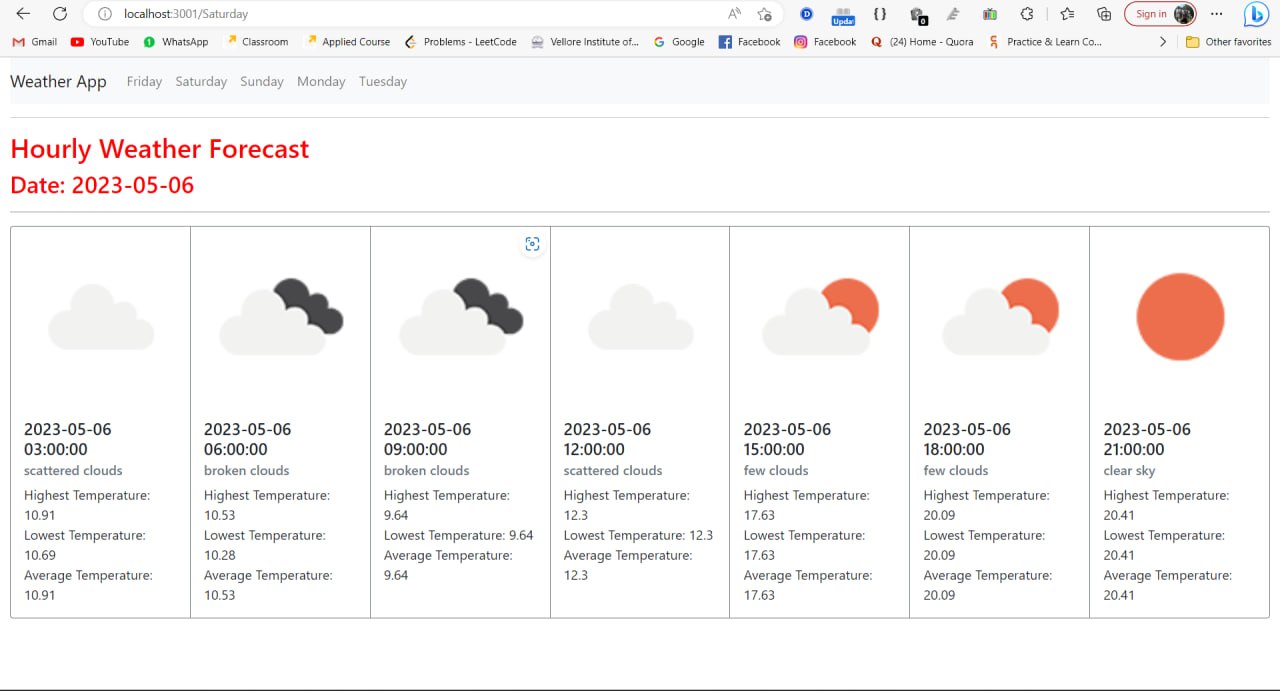 localhost:3001/Saturday
A
D
Upda
{}
0
Sign in
Gmail YouTube WhatsApp Classroom Applied Course Problems - LeetCode Vellore Institute of... Google Facebook Facebook (24) Home - Quora Practice & Learn Co... Other favorites
Weather App Friday Saturday Sunday Monday Tuesday
Hourly Weather Forecast
Date: 2023-05-06
2023-05-06
03:00:00
scattered clouds
Highest Temperature:
10.91
Lowest Temperature:
10.69
Average Temperature:
10.91
2023-05-06
06:00:00
broken clouds
Highest Temperature:
10.53
Lowest Temperature:
10.28
Average Temperature:
10.53
2023-05-06
09:00:00
broken clouds
Highest Temperature:
9.64
Lowest Temperature: 9.64
Average Temperature:
9.64
2023-05-06
12:00:00
scattered clouds
Highest Temperature:
12.3
Lowest Temperature: 12.3
Average Temperature:
12.3
2023-05-06
15:00:00
few clouds
Highest Temperature:
17.63
Lowest Temperature:
17.63
Average Temperature:
17.63
2023-05-06
18:00:00
few clouds
Highest Temperature:
20.09
Lowest Temperature:
20.09
Average Temperature:
20.09
2023-05-06
21:00:00
clear sky
Highest Temperature:
20.41
Lowest Temperature:
20.41
Average Temperature:
20.41